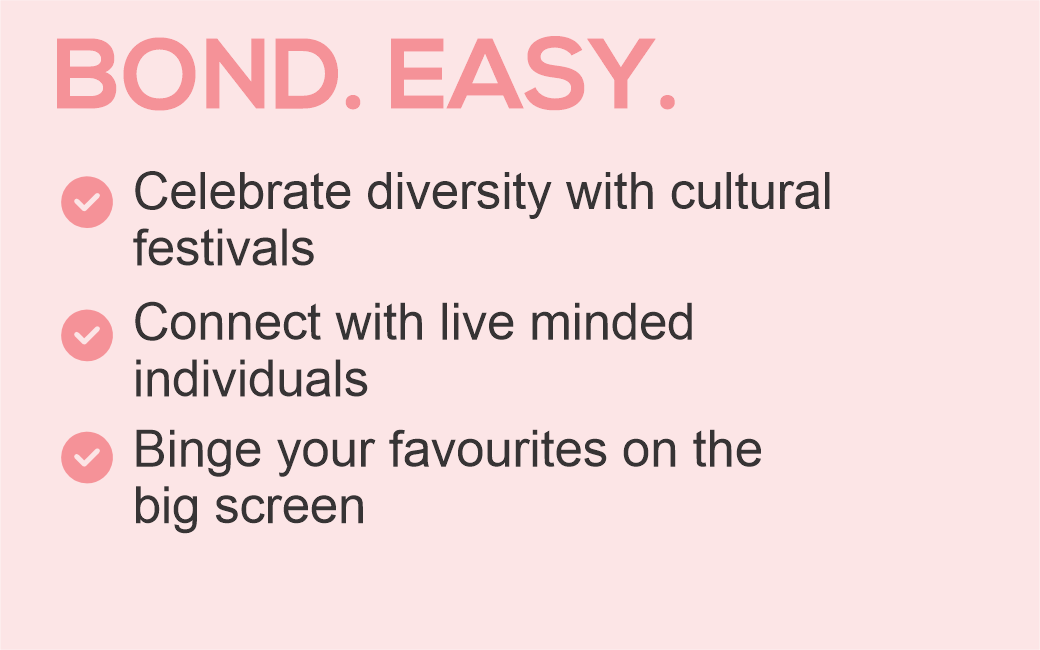 BOND. EASY.
Celebrate diversity with cultural
festivals
Connect with live minded
individuals
Binge your favourites on the
big screen